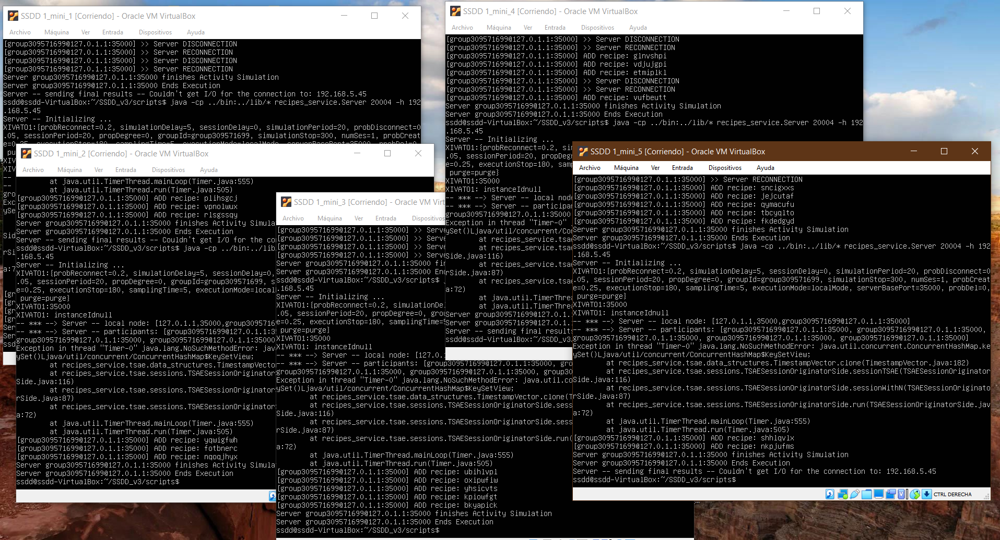 SSDD 1_mini_1 [Corriendo] - Oracle VM VirtualBox
Archivo Máquina Ver Entrada Dispositivos Ayuda
[group309571699@127.0.1.1:35000] >> Server DISCONNECTION
[group309571699@127.0.1.1:35000] >> Server RECONNECTION
[group309571699@127.0.1.1:35000] >> Server DISCONNECTION
[group309571699@127.0.1.1:35000] >> Server RECONNECTION
Server group309571699@127.0.1.1:35000 finishes Activity Simulation
Server group309571699@127.0.1.1:35000 Ends Execution
Server -- sending final results -- Couldn't get I/O for the connection to: 192.168.5.45
ssdd@ssdd-VirtualBox:~/SSDD_v3/scripts$ java -cp ../bin:../lib/* recipes_service.Server 20004 -h 192
.168.5.45
Server -- Initializing ...
XIVATO1:{probReconnect=0.2, simulationDelay=5, sessionDelay=0, simulationPeriod=20, probDisconnect=0
.05, sessionPeriod=20, propDegree=0, groupId=group309571699, simulationStop=300, numSes=1, probCreat
e=0.25, executionStop=180, samplingTime=5, executionMode=localMode, serverBasePort=35000, probDel=0,
pu
XIV
XIV
--
--
gro
Exc
ySe
Sid
rSi
a:7
[gr
[gr
[gr
[gr
Ser
Ser
ssd
SSDD 1_mini_2 [Corriendo] - Oracle VM VirtualBox
Archivo Máquina Ver Entrada Dispositivos Ayuda
at java.util.TimerThread.mainLoop(Timer.java:555)
at java.util.TimerThread.run(Timer.java:505)
[group309571699@127.0.1.1:35000] ADD recipe: plihsgcj
[group309571699@127.0.1.1:35000] ADD recipe: vpnolwux
[group309571699@127.0.1.1:35000] ADD recipe: rlsgssqy
Server group309571699@127.0.1.1:35000 finishes Activity Simula
Server group309571699@127.0.1.1:35000 Ends Execution
Server -- sending final results -- Couldn't get I/O for the co
ssdd@ssdd-VirtualBox:~/SSDD_v3/scripts$ java -cp ../bin:../lib
.168.5.45
Server -- Initializing ...
XIVATO1:{probReconnect=0.2, simulationDelay=5, sessionDelay=0,
.05, sessionPeriod=20, propDegree=0, groupId=group309571699, s
e=0.25, executionStop=180, samplingTime=5, executionMode=local
purge=purge}
XIVATO1:35000
XIVATO1: instanceIdnull
-- *** --> Server -- local node: [127.0.1.1,35000,group3095716
-- *** --> Server -- participants: [group309571699@127.0.1.1:3
group309571699@127.0.1.1:35000, group309571699@127.0.1.1:35000
Exception in thread "Timer-0" java.lang.NoSuchMethodError: jav
ySet()Ljava/util/concurrent/ConcurrentHashMap$KeySetView;
at recipes_service.tsae.data_structures.TimestampVecto
at recipes_service.tsae.sessions.TSAESessionOriginator
Side.java:116)
at recipes_service.tsae.sessions.TSAESessionOriginato
rSide.java:87)
at recipes_service.tsae.sessions.TSAESessionOriginator
a:72)
at java.util.TimerThread.mainLoop(Timer.java:555)
at java.util.TimerThread.run(Timer.java:505)
[group309571699@127.0.1.1:35000] ADD recipe: yqwigfwh
[group309571699@127.0.1.1:35000] ADD recipe: fotbnerc
[group309571699@127.0.1.1:35000] ADD recipe: nqoqjhyx
Server group309571699@127.0.1.1:35000 finishes Activity Simula
Server group309571699@127.0.1.1:35000 Ends Execution
ssdd@ssdd-VirtualBox:~/SSDD_v3/scripts$
SSDD 1_mini_3 [Corriendo] - Oracle VM Virt
Archivo Máquina Ver Entrada Dispositivos
[group309571699@127.0.1.1:35000] >> Serve
[group309571699@127.0.1.1:35000] >> Serve
[group309571699@127.0.1.1:35000] >> Serve
[group309571699@127.0.1.1:35000] >> Serve
Server group309571699@127.0.1.1:35000 fin
Server group309571699@127.0.1.1:35000 End
ssdd@ssdd-VirtualBox:~/SSDD_v3/scripts$ j
.168.5.45
Server -- Initializing ...
XIVATO1:{probReconnect=0.2, simulationDel
.05, sessionPeriod=20, propDegree=0, grou
e=0.25, executionStop=180, samplingTime=5
purge=purge}
XIVATO1:35000
XIVATO1: instanceIdnull
-- *** --> Server -- local node: [127.0.1
-- *** --> Server -- participants: [group309571699@127.0.1.1:35000, gro
group309571699@127.0.1.1:35000, group309571699@127.0.1.1:35000, group30
Exception in thread "Timer-0" java.lang.NoSuchMethodError: java.util.co
ySet()Ljava/util/concurrent/ConcurrentHashMap$KeySetView;
at recipes_service.tsae.data_structures.TimestampVector.clone(T
at recipes_service.tsae.sessions.TSAESessionOriginatorSide.sess
Side.java:116)
at recipes_service.tsae.sessions.TSAESessionOriginatorSide.sess
rSide.java:87)
at recipes_service.tsae.sessions.TSAESessionOriginatorSide.run(
a:72)
at java.util.TimerThread.mainLoop(Timer.java:555)
at java.util.TimerThread.run(Timer.java:505)
[group309571699@127.0.1.1:35000] ADD recipe: ubihlvpl
[group309571699@127.0.1.1:35000] ADD recipe: oxipwfiw
[group309571699@127.0.1.1:35000] ADD recipe: yhsicvts
[group309571699@127.0.1.1:35000] ADD recipe: kpiowfgt
[group309571699@127.0.1.1:35000] ADD recipe: bkyapick
Server group309571699@127.0.1.1:35000 finishes Activity Simulation
Server group309571699@127.0.1.1:35000 Ends Execution
ssdd@ssdd-VirtualBox:~/SSDD_v3/scripts$
SSDD 1_mini_4 [Corriendo] - Oracle VM VirtualBox
Archivo Máquina Ver Entrada Dispositivos Ayuda
[group309571699@127.0.1.1:35000] >> Server DISCONNECTION
[group309571699@127.0.1.1:35000] >> Server RECONNECTION
[group309571699@127.0.1.1:35000] ADD recipe: glnvshpi
[group309571699@127.0.1.1:35000] ADD recipe: vdjujgpi
[group309571699@127.0.1.1:35000] ADD recipe: etmiplkl
[group309571699@127.0.1.1:35000] >> Server DISCONNECTION
[group309571699@127.0.1.1:35000] >> Server RECONNECTION
[group309571699@127.0.1.1:35000] ADD recipe: vufbeutt
Server group309571699@127.0.1.1:35000 finishes Activity Simulation
Server group309571699@127.0.1.1:35000 Ends Execution
ssdd@ssdd-VirtualBox:~/SSDD_v3/scripts$ java -cp ../bin:../lib/* recipes_service.Server 20004 -h 192
.168.5.45
Server -- Initializing ...
XIVATO1:{probReconnect=0.2, sim
.05, sessionPeriod=20, propDegr
e=0.25, executionStop=180, samp
purge=purge}
XIVATO1:35000
XIVATO1: instanceIdnull
-- *** --> Server -- local node
-- *** --> Server -- participan
group309571699@127.0.1.1:35000
Exception in thread "Timer-0"
ySet()Ljava/util/concurrent/Con
at recipes_service.tsae
at recipes_service.tsae
Side.java:116)
at recipes_service.tsae
rSide.java:87)
at recipes_service.tsae
a:72)
at java.util.TimerThrea
at java.util.TimerThrea
Server group309571699@127.0.1.1
Server group309571699@127.0.1.1
Server -- sending final results
ssdd@ssdd-VirtualBox:~/SSDD_v3/
SSDD 1_mini_5 [Corriendo] - Oracle VM VirtualBox
Archivo Máquina Ver Entrada Dispositivos Ayuda
[group309571699@127.0.1.1:35000] >> Server RECONNECTION
[group309571699@127.0.1.1:35000] ADD recipe: sncigxxs
[group309571699@127.0.1.1:35000] ADD recipe: jejcutaf
[group309571699@127.0.1.1:35000] ADD recipe: qymacufu
[group309571699@127.0.1.1:35000] ADD recipe: tbcyqlto
[group309571699@127.0.1.1:35000] ADD recipe: fkdedgyd
Server group309571699@127.0.1.1:35000 finishes Activity Simulation
Server group309571699@127.0.1.1:35000 Ends Execution
ssdd@ssdd-VirtualBox:~/SSDD_v3/scripts$ java -cp ../bin:../lib/* recipes_service.Server 20004 -h 192
.168.5.45
Server -- Initializing ...
XIVATO1:{probReconnect=0.2, simulationDelay=5, sessionDelay=0, simulationPeriod=20, probDisconnect=0
.05, sessionPeriod=20, propDegree=0, groupId=group309571699, simulationStop=300, numSes=1, probCreat
e=0.25, executionStop=180, samplingTime=5, executionMode=localMode, serverBasePort=35000, probDel=0,
purge=purge}
XIVATO1:35000
XIVATO1: instanceIdnull
-- *** --> Server -- local node: [127.0.1.1,35000,group309571699@127.0.1.1:35000]
-- *** --> Server -- participants: [group309571699@127.0.1.1:35000, group309571699@127.0.1.1:35000,
group309571699@127.0.1.1:35000, group309571699@127.0.1.1:35000, group309571699@127.0.1.1:35000]
Exception in thread "Timer-0" java.lang.NoSuchMethodError: java.util.concurrent.ConcurrentHashMap.ke
ySet()Ljava/util/concurrent/ConcurrentHashMap$KeySetView;
at recipes_service.tsae.data_structures.TimestampVector.clone(TimestampVector.java:182)
at recipes_service.tsae.sessions.TSAESessionOriginatorSide.sessionTSAE(TSAESessionOriginator
Side.java:116)
at recipes_service.tsae.sessions.TSAESessionOriginatorSide.sessionWithN(TSAESessionOriginato
rSide.java:87)
at recipes_service.tsae.sessions.TSAESessionOriginatorSide.run(TSAESessionOriginatorSide.jav
a:72)
at java.util.TimerThread.mainLoop(Timer.java:555)
at java.util.TimerThread.run(Timer.java:505)
[group309571699@127.0.1.1:35000] ADD recipe: shhlqvlx
[group309571699@127.0.1.1:35000] ADD recipe: nkpjufms
Server group309571699@127.0.1.1:35000 finishes Activity Simulation
Server group309571699@127.0.1.1:35000 Ends Execution
Server -- sending final results -- Couldn't get I/O for the connection to: 192.168.5.45
ssdd@ssdd-VirtualBox:~/SSDD_v3/scripts$
CTRL DERECHA